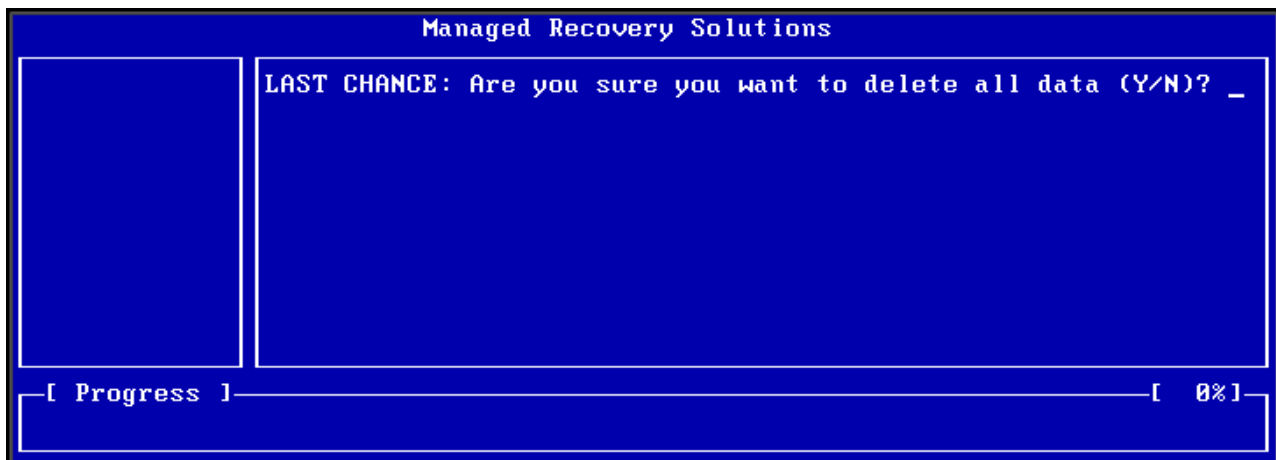 Managed Recovery Solutions
LAST CHANCE: Are you sure you want to delete all data (Y/N)? _
[ Progress ] [ 0%]